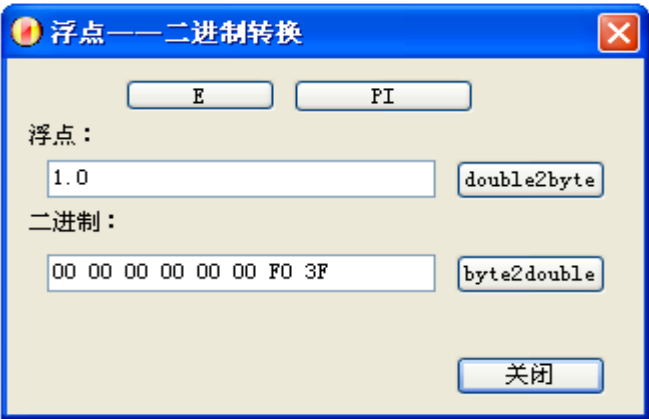 浮点——二进制转换
E PI
浮点：
1.0 double2byte
二进制：
00 00 00 00 00 00 F0 3F byte2double
关闭